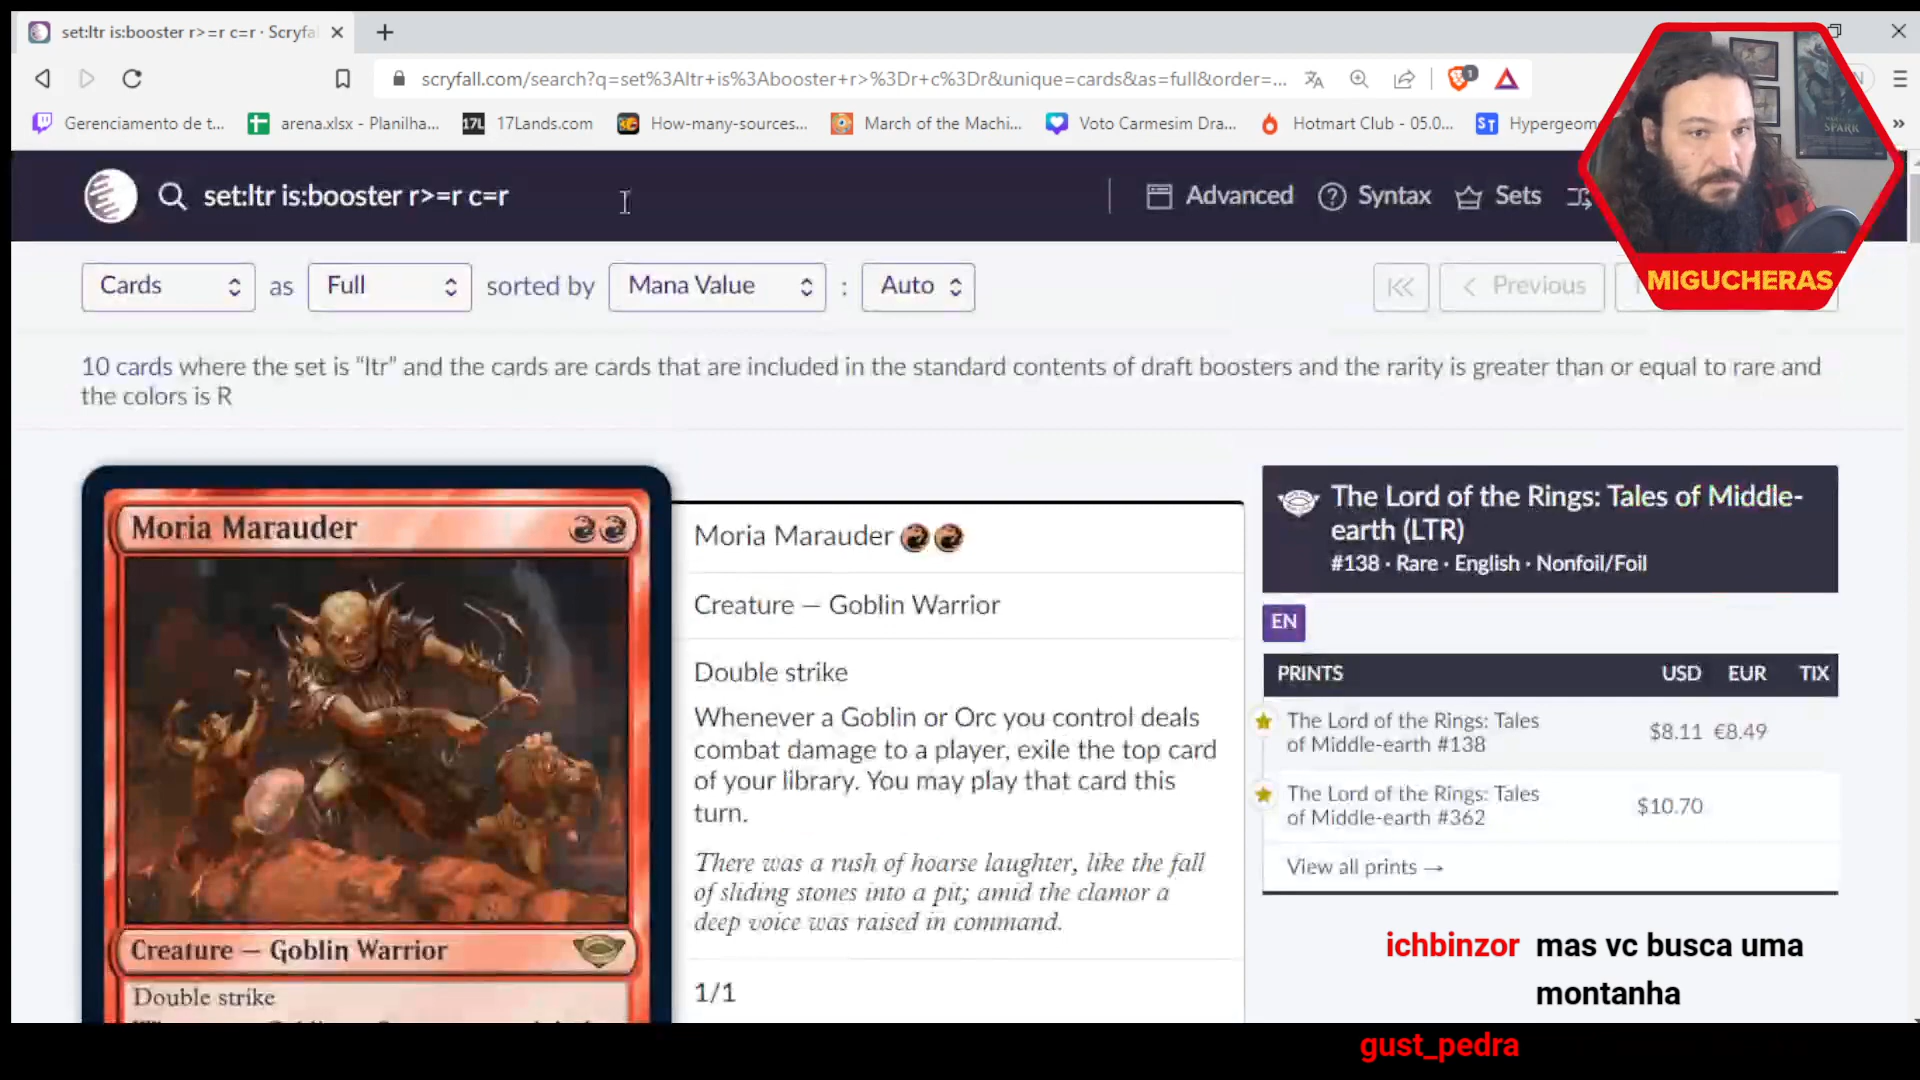 set:ltr is:booster r>=r c=r · Scryfa
scryfall.com/search?q=set%3Altr+is%3Abooster+r>%3Dr+c%3Dr&unique=cards&as=full&order=...
1
Gerenciamento de t... arena.xlsx - Planilha... 17L 17Lands.com How-many-sources... March of the Machi... Voto Carmesim Dra... Hotmart Club - 05.0... ST Hypergeom
SPARK
set:ltr is:booster r>=r c=r
Advanced Syntax Sets
MIGUCHERAS
Cards as Full sorted by Mana Value : Auto Previous
10 cards where the set is “ltr” and the cards are cards that are included in the standard contents of draft boosters and the rarity is greater than or equal to rare and
the colors is R
Moria Marauder
Creature — Goblin Warrior
Double strike
Moria Marauder
Creature — Goblin Warrior
Double strike
Whenever a Goblin or Orc you control deals
combat damage to a player, exile the top card
of your library. You may play that card this
turn.
There was a rush of hoarse laughter, like the fall
of sliding stones into a pit; amid the clamor a
deep voice was raised in command.
1/1
The Lord of the Rings: Tales of Middle-
earth (LTR)
#138 · Rare · English · Nonfoil/Foil
EN
PRINTS USD EUR TIX
The Lord of the Rings: Tales
of Middle-earth #138
$8.11 €8.49
The Lord of the Rings: Tales
of Middle-earth #362
$10.70
View all prints →
ichbinzor mas vc busca uma
montanha
gust_pedra